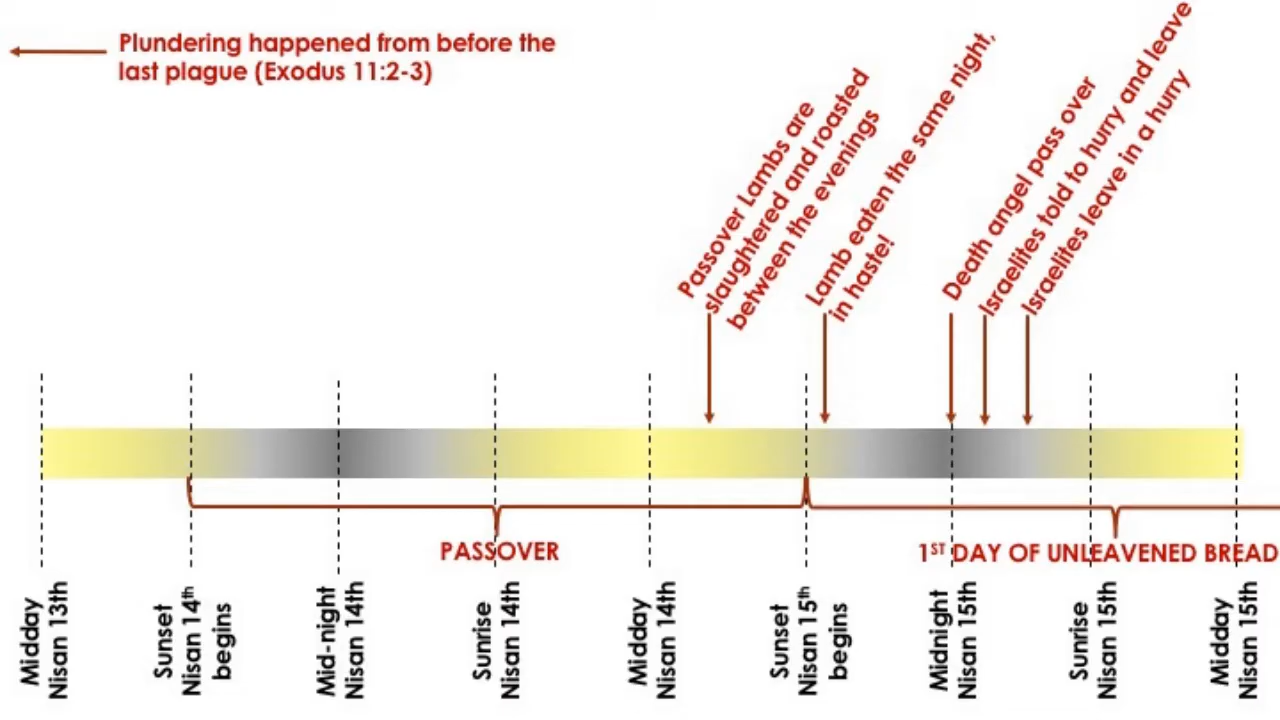 Plundering happened from before the
last plague (Exodus 11:2-3)
Passover Lambs are
slaughtered and roasted
between the evenings
Lamb eaten the same night,
in haste!
Death angel pass over
Israelites told to hurry and leave
Israelites leave in a hurry
PASSOVER
1ST DAY OF UNLEAVENED BREAD
Midday
Nisan 13th
Sunset
Nisan 14th
begins
Mid-night
Nisan 14th
Sunrise
Nisan 14th
Midday
Nisan 14th
Sunset
Nisan 15th
begins
Midnight
Nisan 15th
Sunrise
Nisan 15th
Midday
Nisan 15th